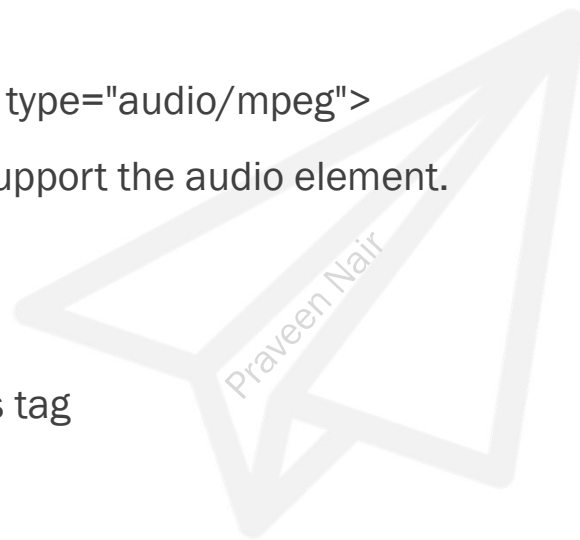 type="audio/mpeg">
upport the audio element.
Praveen Nair
s tag